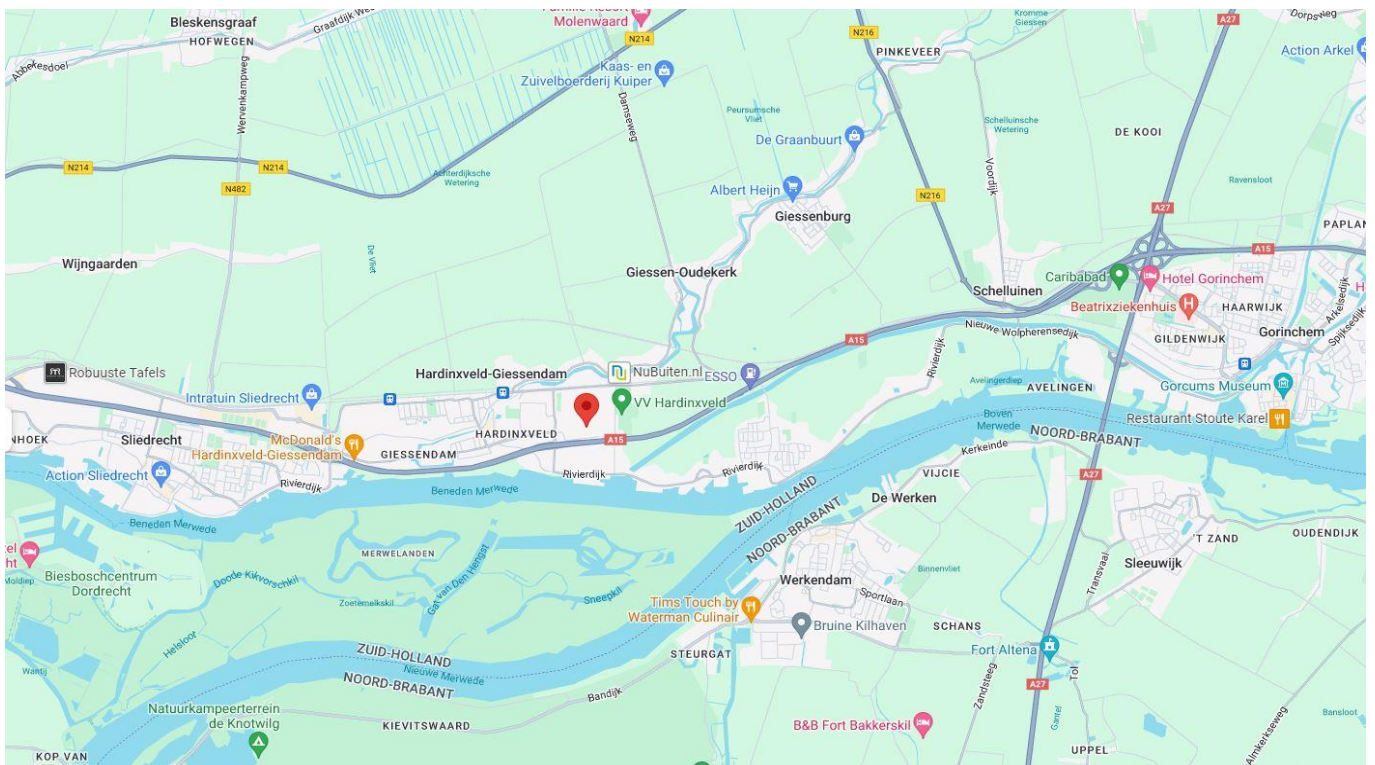 Bleskensgraaf
HOFWEGEN
Graafdijk
Molenwaard
N214
N216
Kromme
Giessen
A27
Dorpsweg
PINKEVEER
Action Arkel
Abbekesdoel
Wervenkampweg
Kaas- en
Zuivelboerderij Kuiper
Damseweg
Peursumsche
Vliet
De Graanbuurt
Schelluinsche
Wetering
DE KOOI
N214
N214
Achterdijksche
Wetering
N482
Albert Heijn
Giessenburg
Voordijk
N216
Ravensloot
A27
PAPLAN
De Vliet
Wijngaarden
Giessen-Oudekerk
A15
Caribabad
Hotel Gorinchem
Schelluinen
Beatrixziekenhuis
HAARWIJK
Arkelsedijk
Spijksedijk
Nieuwe Wolpherensedijk
Gorinchem
GILDENWIJK
A15
Rivierdijk
Robuuste Tafels
Hardinxveld-Giessendam
NuBuiten.nl
ESSO
Avelingerdiep
AVELINGEN
Gorcums Museum
Intratuin Sliedrecht
VV Hardinxveld
Boven
Merwede
Restaurant Stoute Karel
NHOEK
Sliedrecht
McDonald's
Hardinxveld-Giessendam
HARDINXVELD
A15
GIESSENDAM
NOORD-BRABANT
Kerkeinde
Action Sliedrecht
Rivierdijk
Rivierdijk
Rivierdijk
VIJCIE
A27
Beneden Merwede
De Werken
ZUID-HOLLAND
NOORD-BRABANT
Beneden Merwede
'T ZAND
OUDENDIJK
MERWELANDEN
Gat van Den Hengst
Sleeuwijk
Transvaal
Moldiep
Biesboschcentrum
Dordrecht
Doode Kikvorschkil
Binnenvliet
Werkendam
Sportlaan
Zoetemelkskil
Sneepkil
Tims Touch by
Waterman Culinair
Bruine Kilhaven
SCHANS
Helsloot
ZUID-HOLLAND
STEURGAT
Fort Altena
Wantij
Nieuwe Merwede
NOORD-BRABANT
Tol
A27
Zandsteeg
Bandijk
Natuurkampeerterrein
de Knotwilg
KIEVITSWAARD
B&B Fort Bakkerskil
Gantel
Bansloot
Almkerkseweg
UPPEL
KOP VAN